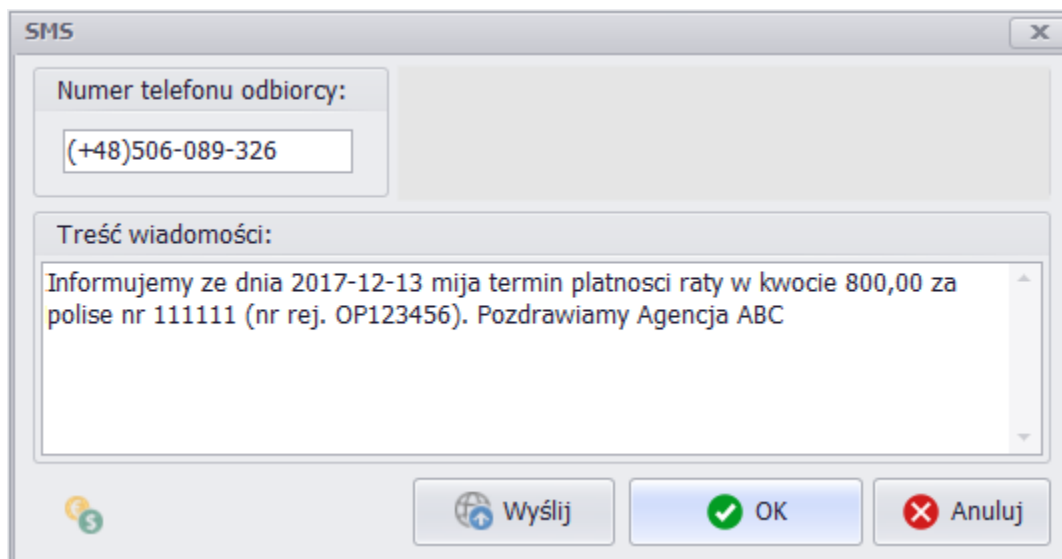 SMS
Numer telefonu odbiorcy:
(+48)506-089-326
Treść wiadomości:
Informujemy ze dnia 2017-12-13 mija termin platnosci raty w kwocie 800,00 za
polise nr 111111 (nr rej. OP123456). Pozdrawiamy Agencja ABC
Wyślij OK Anuluj